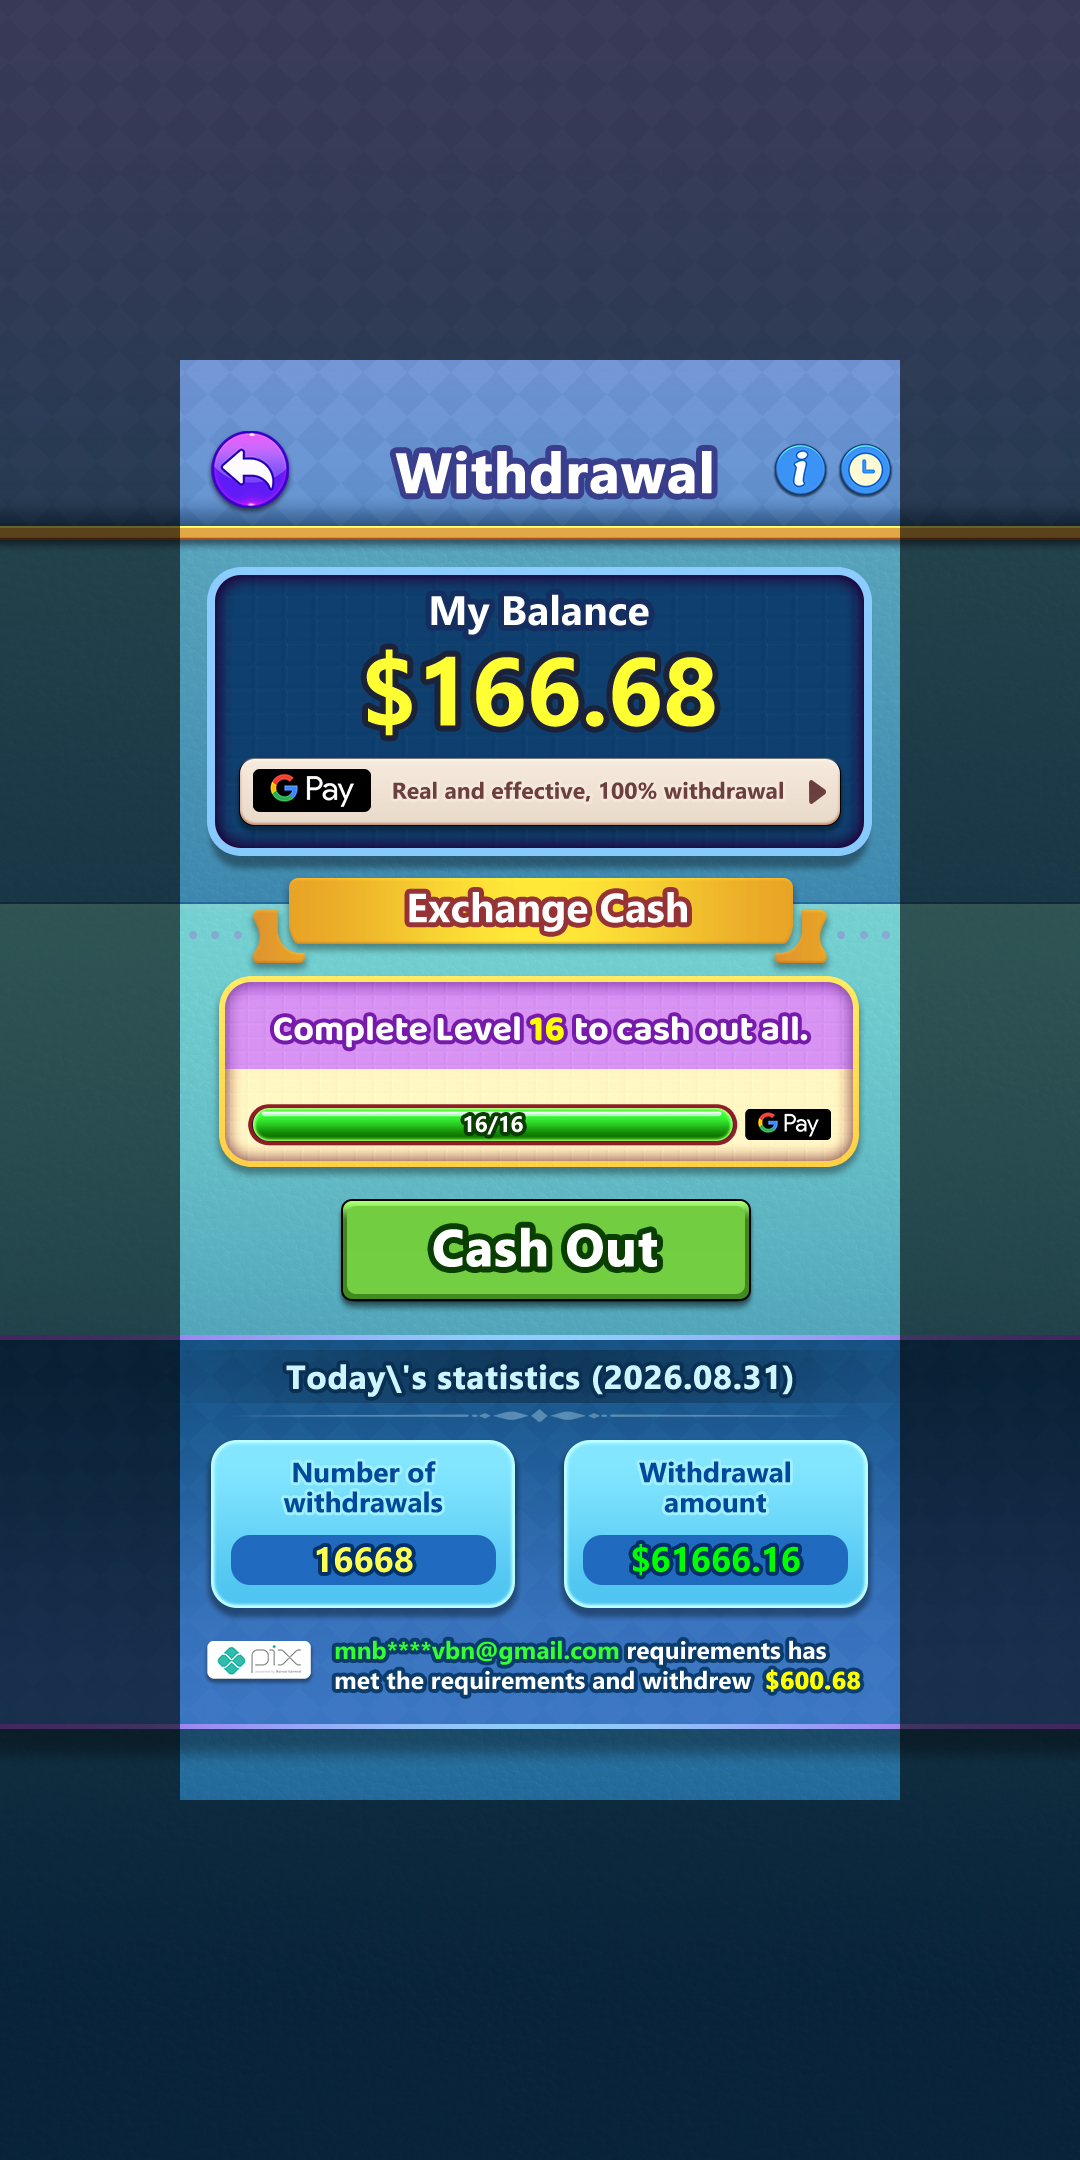 Withdrawal
My Balance
$166.68
G Pay Real and effective, 100% withdrawal
Exchange Cash
Complete Level 16 to cash out all.
16/16 G Pay
Cash Out
Today\'s statistics (2026.08.31)
Number of
withdrawals
16668
Withdrawal
amount
$61666.16
pix
mnb****vbn@gmail.com requirements has
met the requirements and withdrew $600.68